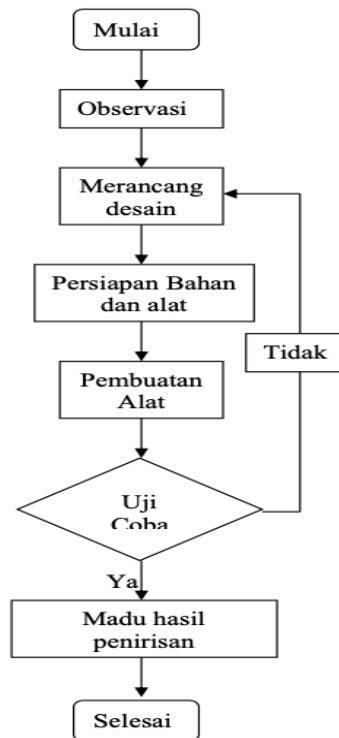 Mulai
Observasi
Merancang
desain
Persiapan Bahan
dan alat
Tidak
Pembuatan
Alat
Uji
Coba
Ya
Madu hasil
penirisan
Selesai